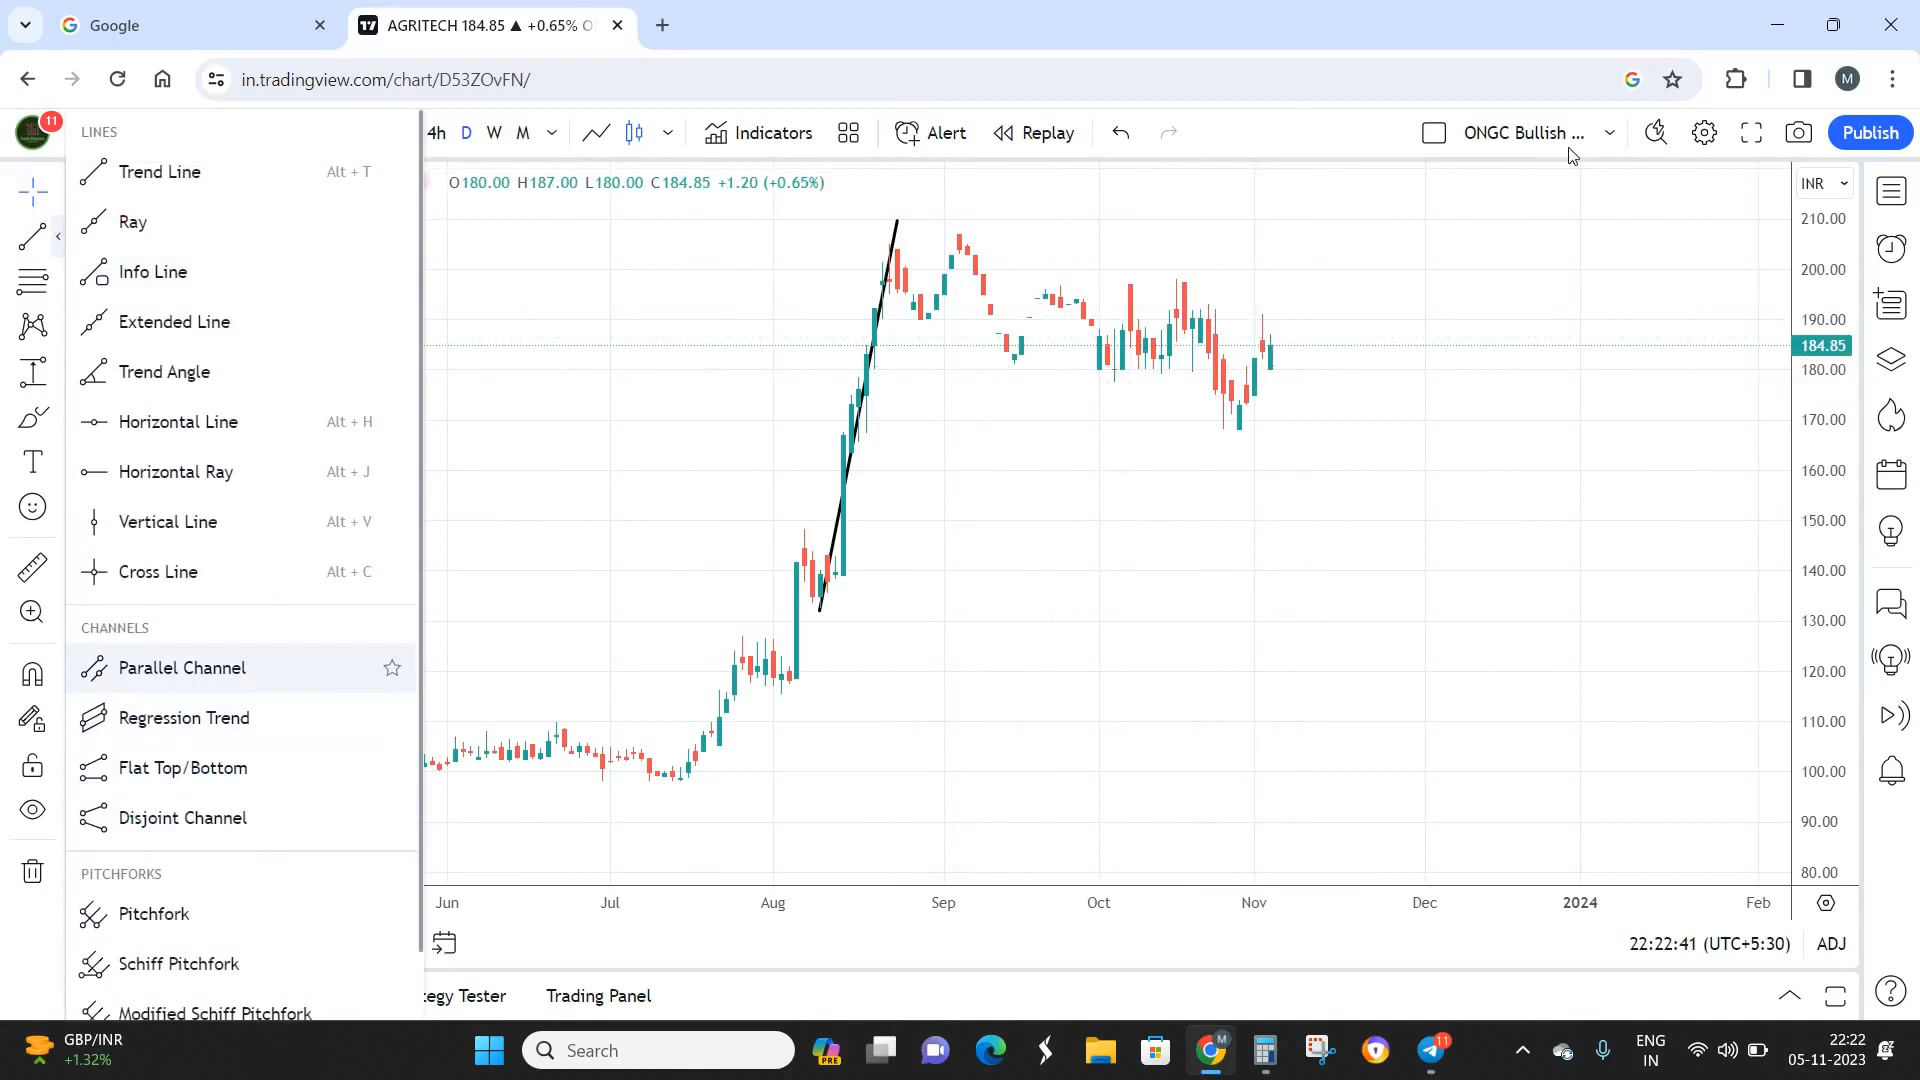 Google
AGRITECH 184.85 ▲ +0.65% O
in.tradingview.com/chart/D53ZOvFN/
M
11
4h D W M
Indicators
Alert
Replay
ONGC Bullish ...
Publish
LINES
Trend Line Alt + T
Ray
Info Line
Extended Line
Trend Angle
Horizontal Line Alt + H
Horizontal Ray Alt + J
Vertical Line Alt + V
Cross Line Alt + C
CHANNELS
Parallel Channel
Regression Trend
Flat Top/Bottom
Disjoint Channel
PITCHFORKS
Pitchfork
Schiff Pitchfork
Modified Schiff Pitchfork
O180.00 H187.00 L180.00 C184.85 +1.20 (+0.65%)
INR
210.00
200.00
190.00
184.85
180.00
170.00
160.00
150.00
140.00
130.00
120.00
110.00
100.00
90.00
80.00
Jun Jul Aug Sep Oct Nov Dec 2024 Feb
22:22:41 (UTC+5:30) ADJ
tegy Tester Trading Panel
GBP/INR
+1.32%
Search
PRE
M
11
ENG
IN
22:22
05-11-2023